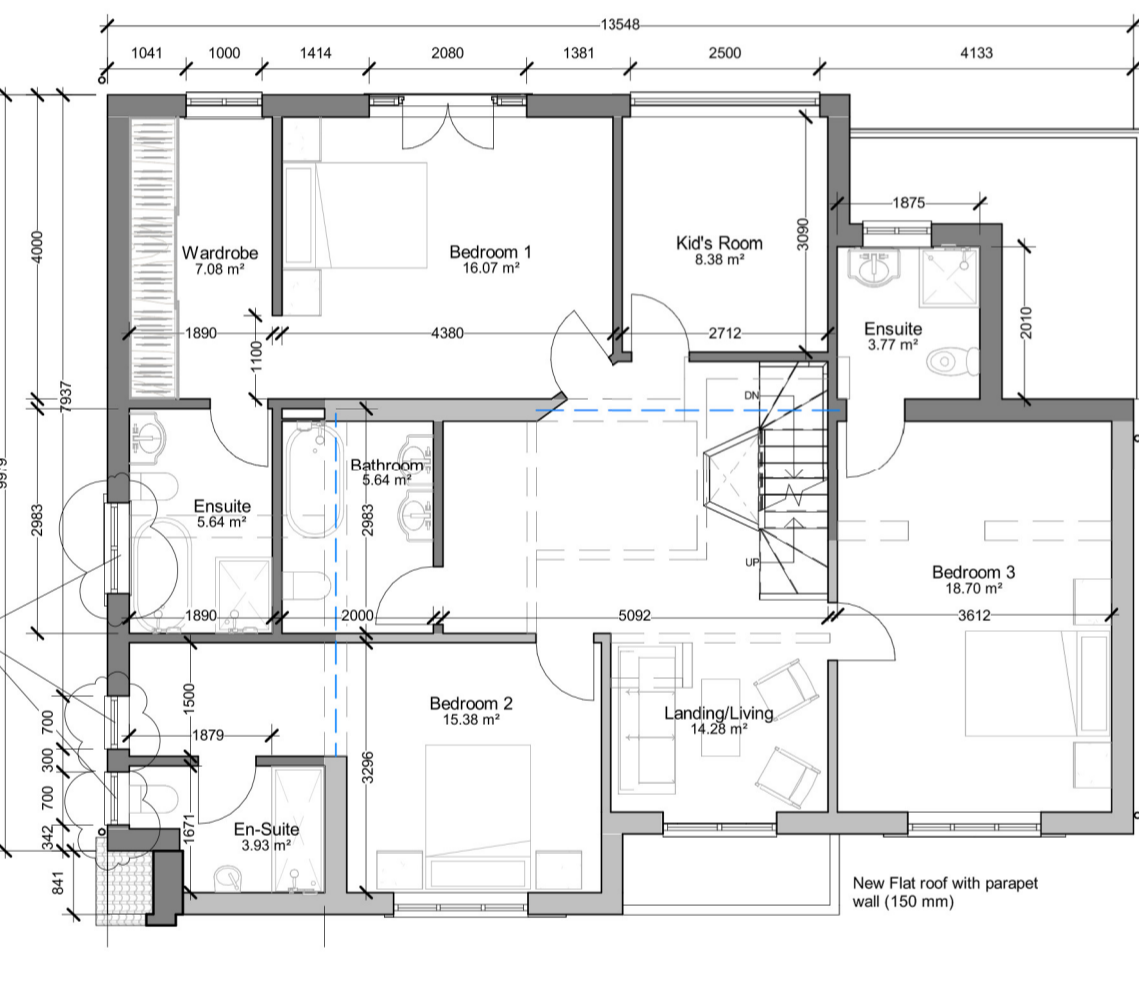 13548
1041
1000
1414
2080
1381
2500
4133
1875
4000
7937
3090
Wardrobe
7.08 m²
Bedroom 1
16.07 m²
Kid's Room
8.38 m²
2010
Ensuite
3.77 m²
1890
4380
2712
1100
DN
9979
2983
Ensuite
5.64 m²
Bathroom
5.64 m²
2983
UP
Bedroom 3
18.70 m²
1890
2000
5092
3612
1500
Bedroom 2
15.38 m²
Landing/Living
14.28 m²
700
1879
300
3296
700
342
1671
En-Suite
3.93 m²
841
New Flat roof with parapet
wall (150 mm)